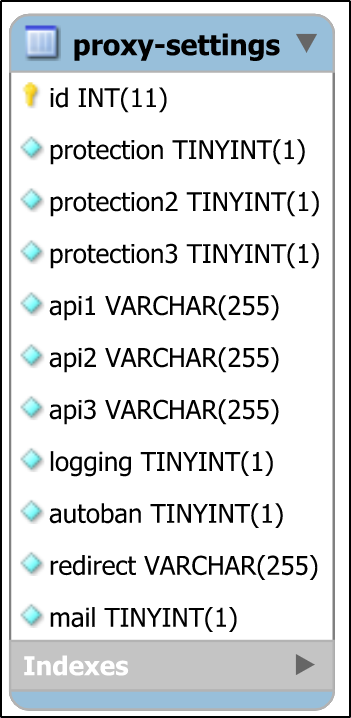 proxy-settings
id INT(11)
protection TINYINT(1)
protection2 TINYINT(1)
protection3 TINYINT(1)
api1 VARCHAR(255)
api2 VARCHAR(255)
api3 VARCHAR(255)
logging TINYINT(1)
autoban TINYINT(1)
redirect VARCHAR(255)
mail TINYINT(1)
Indexes